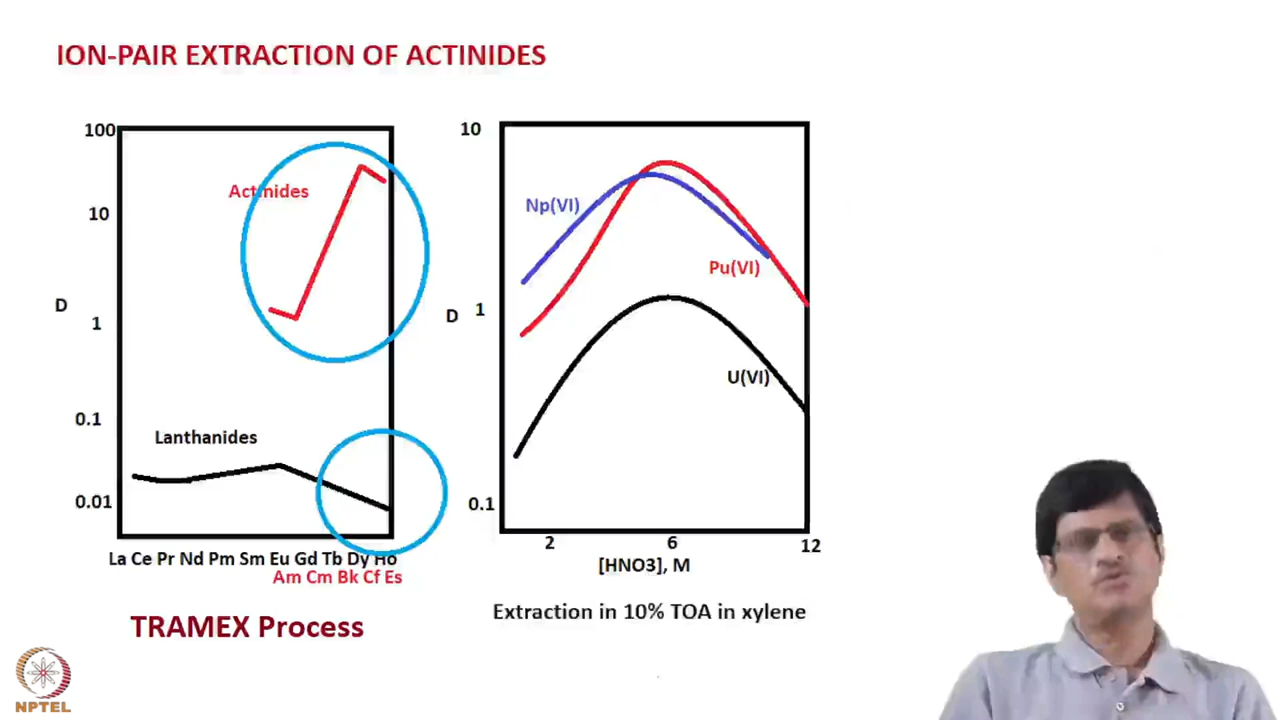 ION-PAIR EXTRACTION OF ACTINIDES
100
10
D
1
0.1
0.01
Actinides
Lanthanides
La Ce Pr Nd Pm Sm Eu Gd Tb Dy Ho
Am Cm Bk Cf Es
TRAMEX Process
10
D
1
0.1
Np(VI)
Pu(VI)
U(VI)
2 6 12
[HNO3], M
Extraction in 10% TOA in xylene
NPTEL